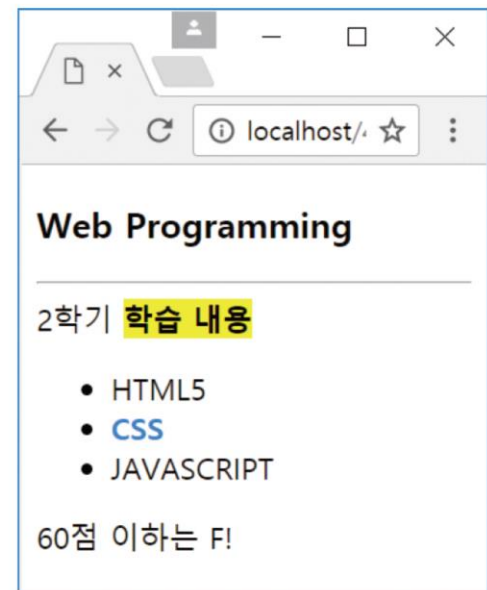 localhost/
Web Programming
2학기 학습 내용
HTML5
CSS
JAVASCRIPT
60점 이하는 F!